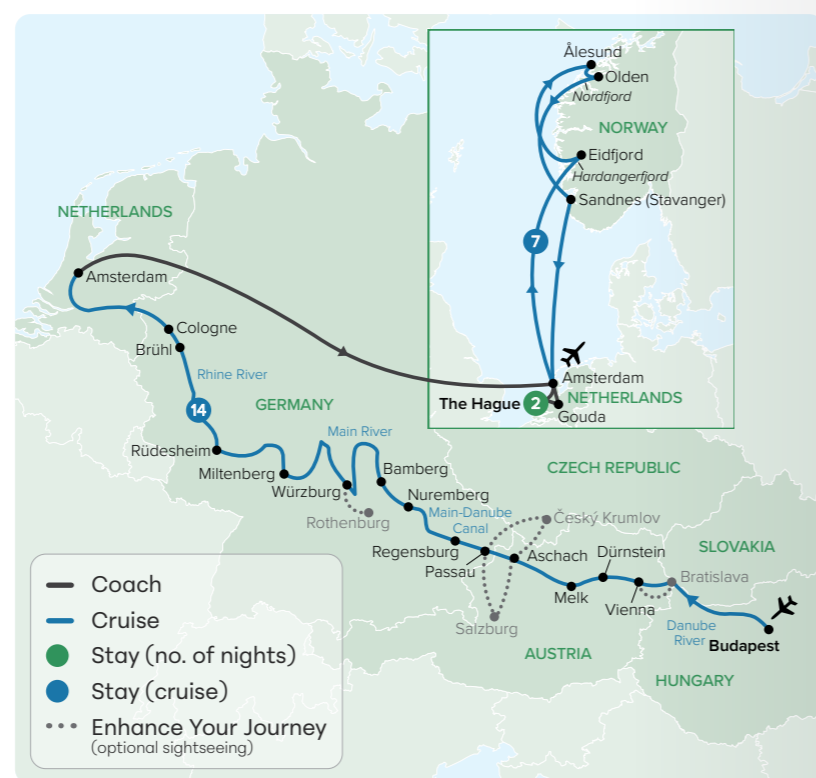 Ålesund
Olden
Nordfjord
NORWAY
Eidfjord
Hardangerfjord
Sandnes (Stavanger)
7
Amsterdam
The Hague 2 NETHERLANDS
Gouda
NETHERLANDS
Amsterdam
Cologne
Brühl
Rhine River
14
GERMANY
Rüdesheim
Main River
Miltenberg
Würzburg
Bamberg
Rothenburg
Nuremberg
Main-Danube
Canal
CZECH REPUBLIC
Český Krumlov
Regensburg
Passau
Aschach
Dürnstein
SLOVAKIA
Bratislava
Melk
Vienna
Salzburg
Danube
River
Budapest
AUSTRIA
HUNGARY
Coach
Cruise
Stay (no. of nights)
Stay (cruise)
Enhance Your Journey
(optional sightseeing)